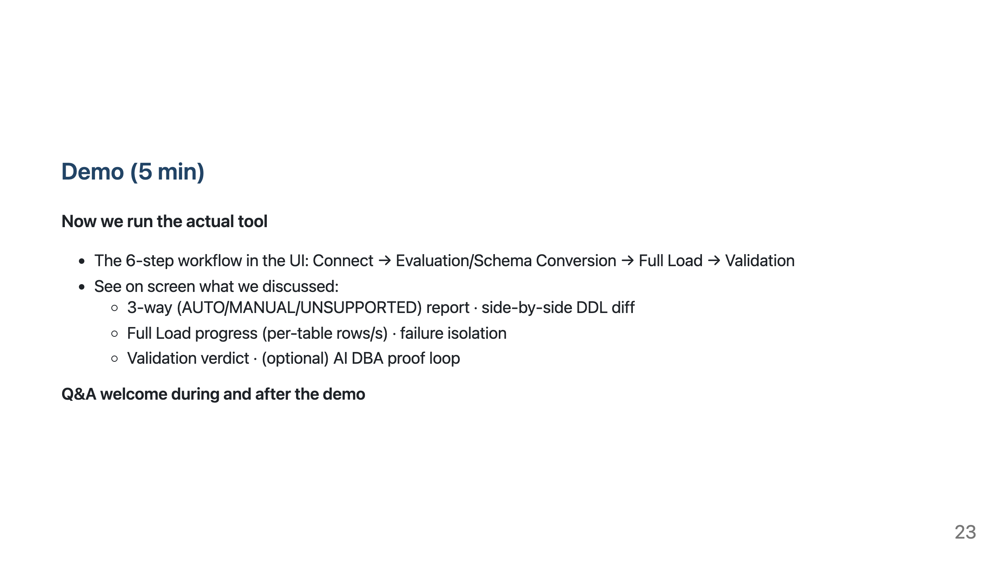 Demo (5 min)
Now we run the actual tool
• The 6-step workflow in the UI: Connect → Evaluation/Schema Conversion → Full Load → Validation
• See on screen what we discussed:
○ 3-way (AUTO/MANUAL/UNSUPPORTED) report · side-by-side DDL diff
○ Full Load progress (per-table rows/s) · failure isolation
○ Validation verdict · (optional) AI DBA proof loop
Q&A welcome during and after the demo
23